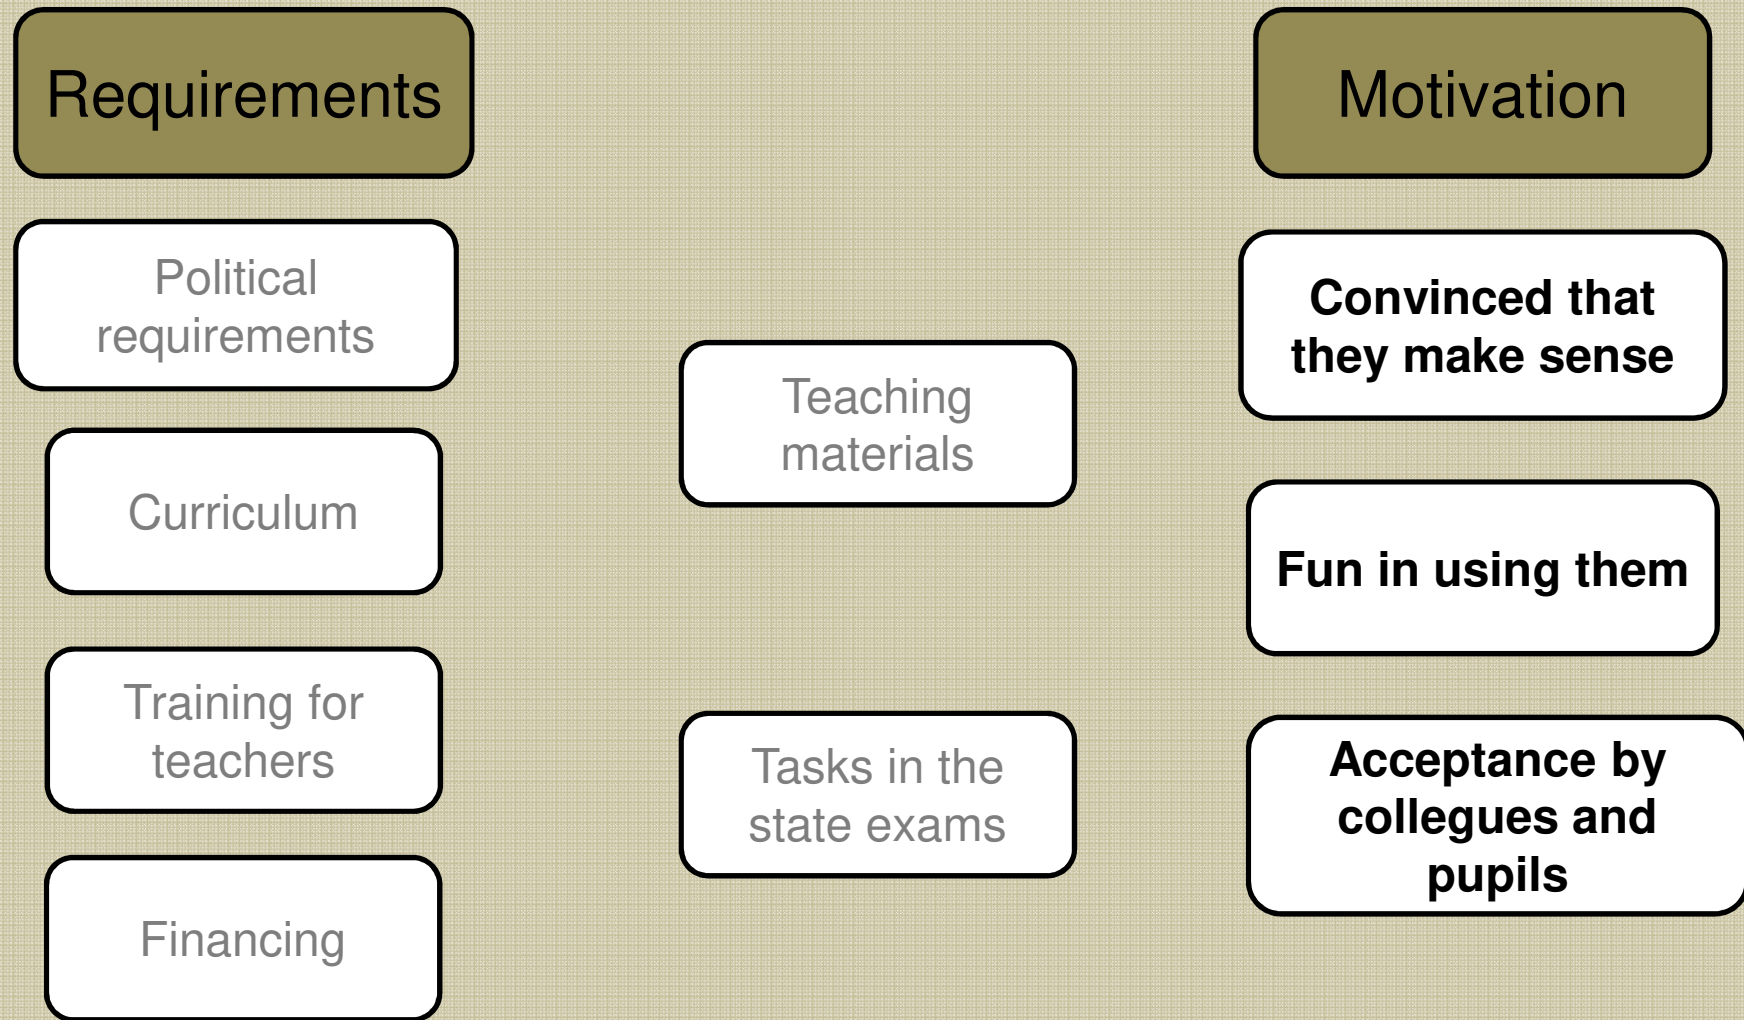 Requirements
Political
requirements
Curriculum
Training for
teachers
Financing
Teaching
materials
Tasks in the
state exams
Motivation
Convinced that
they make sense
Fun in using them
Acceptance by
collegues and
pupils